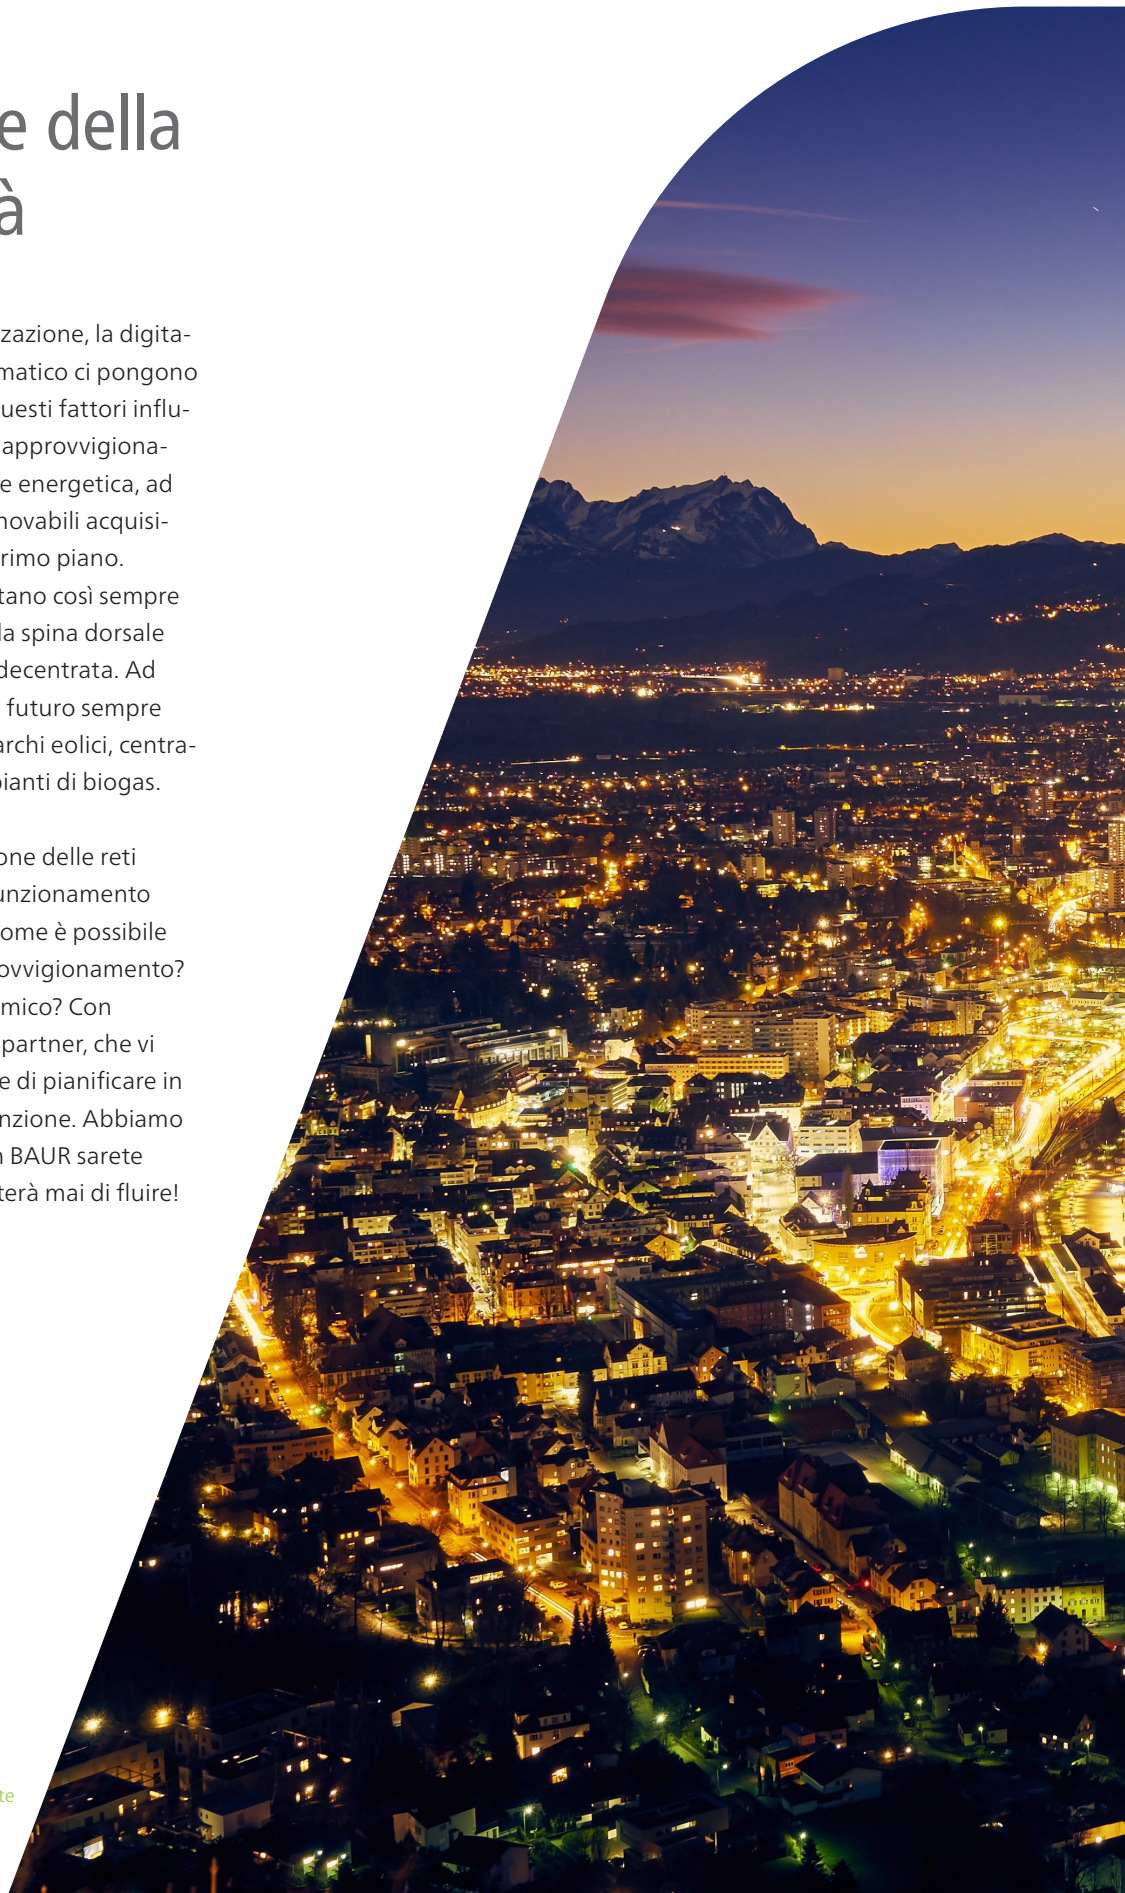 e della
à
zazione, la digita-
matico ci pongono
uesti fattori influ-
approvvigiona-
e energetica, ad
novabili acquisi-
rimo piano.
tano così sempre
la spina dorsale
decentrata. Ad
futuro sempre
archi eolici, centra-
pianti di biogas.
one delle reti
unzionamento
ome è possibile
ovvigionamento?
mico? Con
partner, che vi
e di pianificare in
nzione. Abbiamo
n BAUR sarete
terà mai di fluire!
te